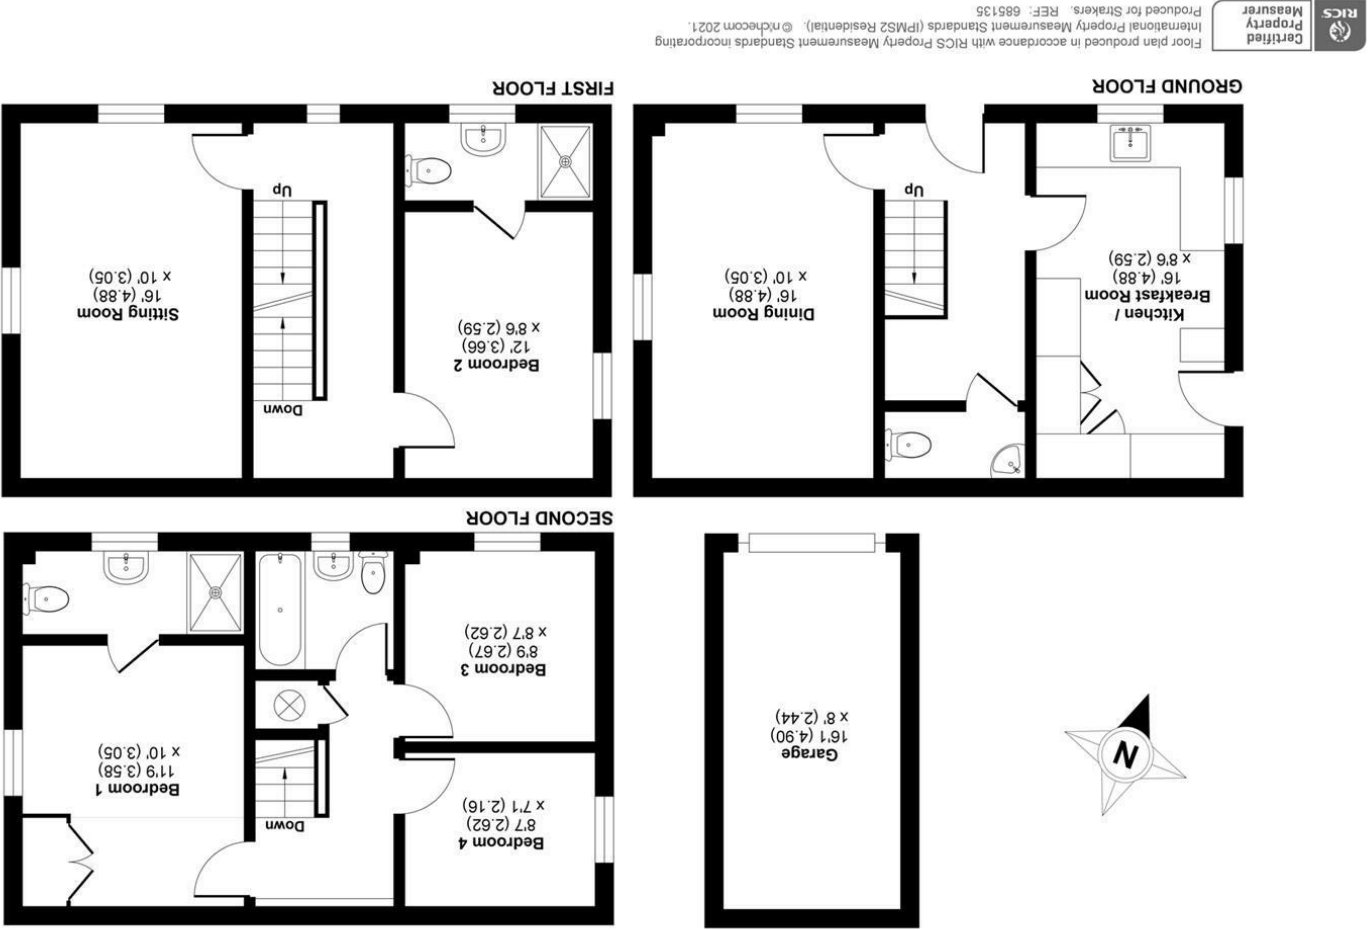 N
Garage
16'1 (4.90)
x 8' (2.44)
Bedroom 4
8'7 (2.62)
x 7'1 (2.16)
Down
Bedroom 1
11'9 (3.58)
x 10' (3.05)
Bedroom 3
8'9 (2.67)
x 8'7 (2.62)
SECOND FLOOR
Kitchen /
Breakfast Room
16' (4.88)
x 8'6 (2.59)
Up
Dining Room
16' (4.88)
x 10' (3.05)
GROUND FLOOR
Bedroom 2
12' (3.66)
x 8'6 (2.59)
Down
Up
Sitting Room
16' (4.88)
x 10' (3.05)
FIRST FLOOR
RICS
Certified
Property
Measurer
Floor plan produced in accordance with RICS Property Measurement Standards incorporating
International Property Measurement Standards (IPMS2 Residential). ©nichecom 2021.
Produced for Strakers. REF: 685135